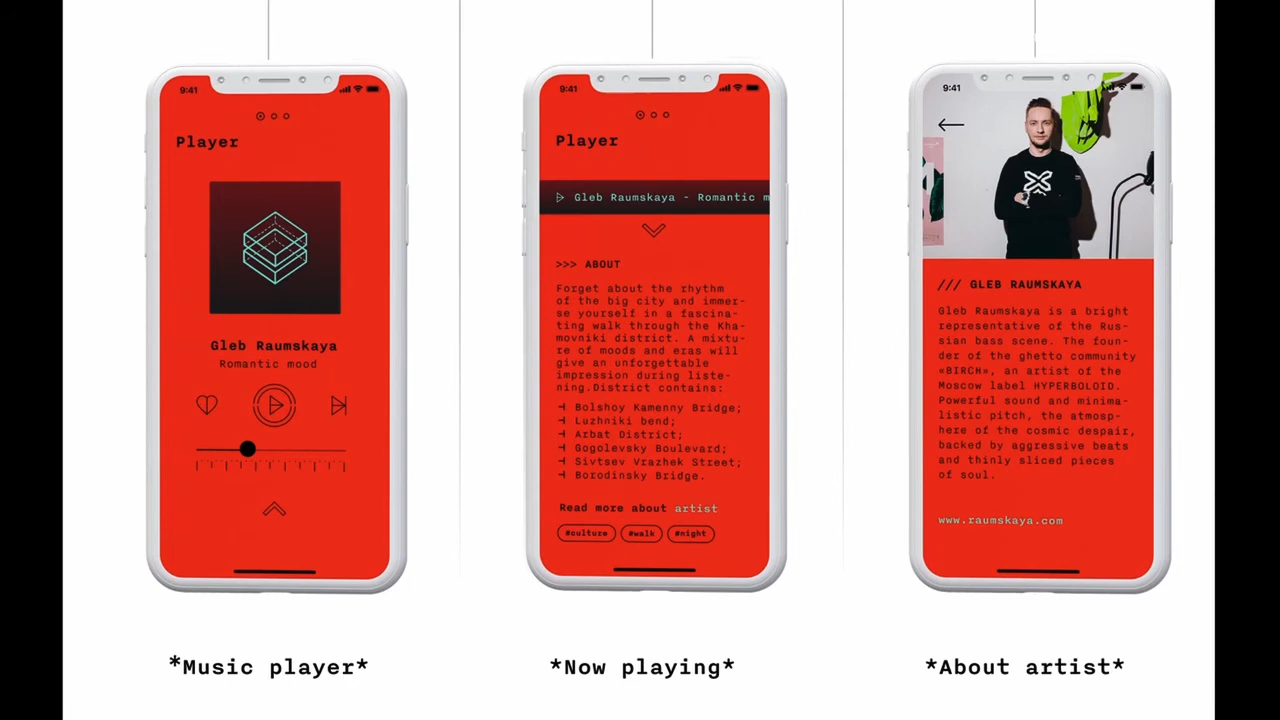 9:41
Player
Gleb Raumskaya
Romantic mood
*Music player*
9:41
Player
Gleb Raumskaya - Romantic m
>>> ABOUT
Forget about the rhythm
of the big city and immer-
se yourself in a fascina-
ting walk through the Kha-
movniki district. A mixtu-
re of moods and eras will
give an unforgettable
impression during liste-
ning.District contains:
Bolshoy Kamenny Bridge;
Luzhniki bend;
Arbat District;
Gogolevsky Boulevard;
Sivtsev Vrazhek Street;
Borodinsky Bridge.
Read more about artist
#culture #walk #night
*Now playing*
9:41
/// GLEB RAUMSKAYA
Gleb Raumskaya is a bright
representative of the Rus-
sian bass scene. The foun-
der of the ghetto community
«BIRCH», an artist of the
Moscow label HYPERBOLOID.
Powerful sound and minima-
listic pitch, the atmosp-
here of the cosmic despair,
backed by aggressive beats
and thinly sliced pieces
of soul.
www.raumskaya.com
*About artist*